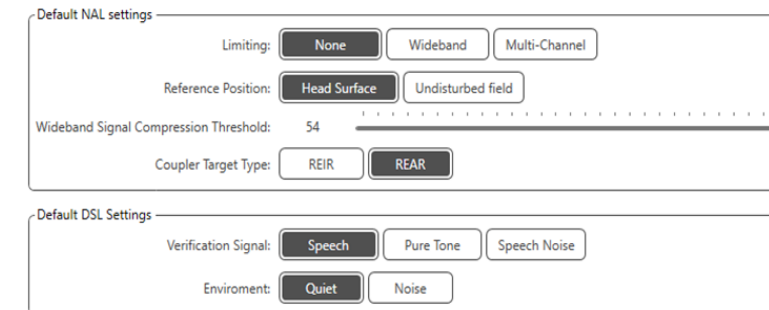 Default NAL settings
Limiting: None Wideband Multi-Channel
Reference Position: Head Surface Undisturbed field
Wideband Signal Compression Threshold: 54
Coupler Target Type: REIR REAR
Default DSL Settings
Verification Signal: Speech Pure Tone Speech Noise
Enviroment: Quiet Noise